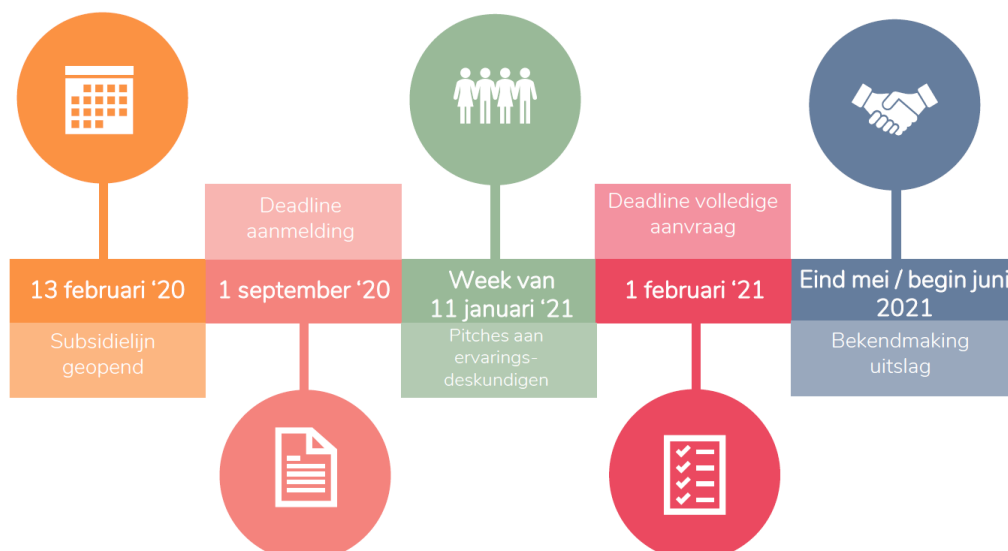 13 februari ‘20
Subsidielijn
geopend
Deadline
aanmelding
1 september ‘20
Week van
11 januari ‘21
Pitches aan
ervarings-
deskundigen
Deadline volledige
aanvraag
1 februari ‘21
Eind mei / begin juni
2021
Bekendmaking
uitslag